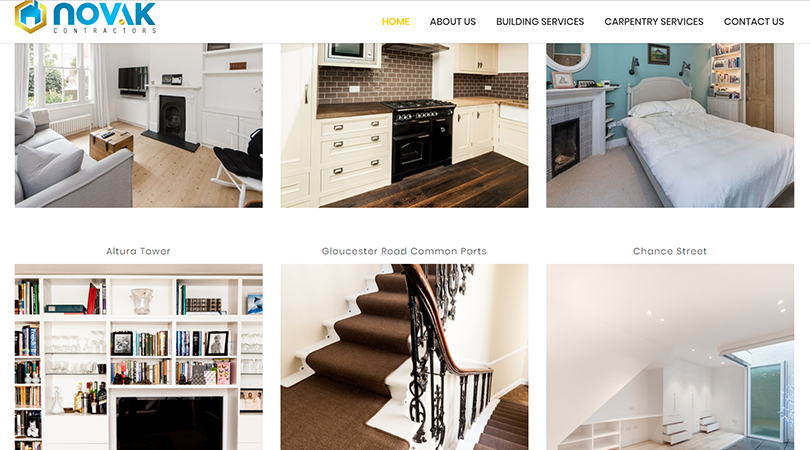 NOVAK
CONTRACTORS
HOME ABOUT US BUILDING SERVICES CARPENTRY SERVICES CONTACT US
Altura Tower Gloucester Road Common Parts Chance Street